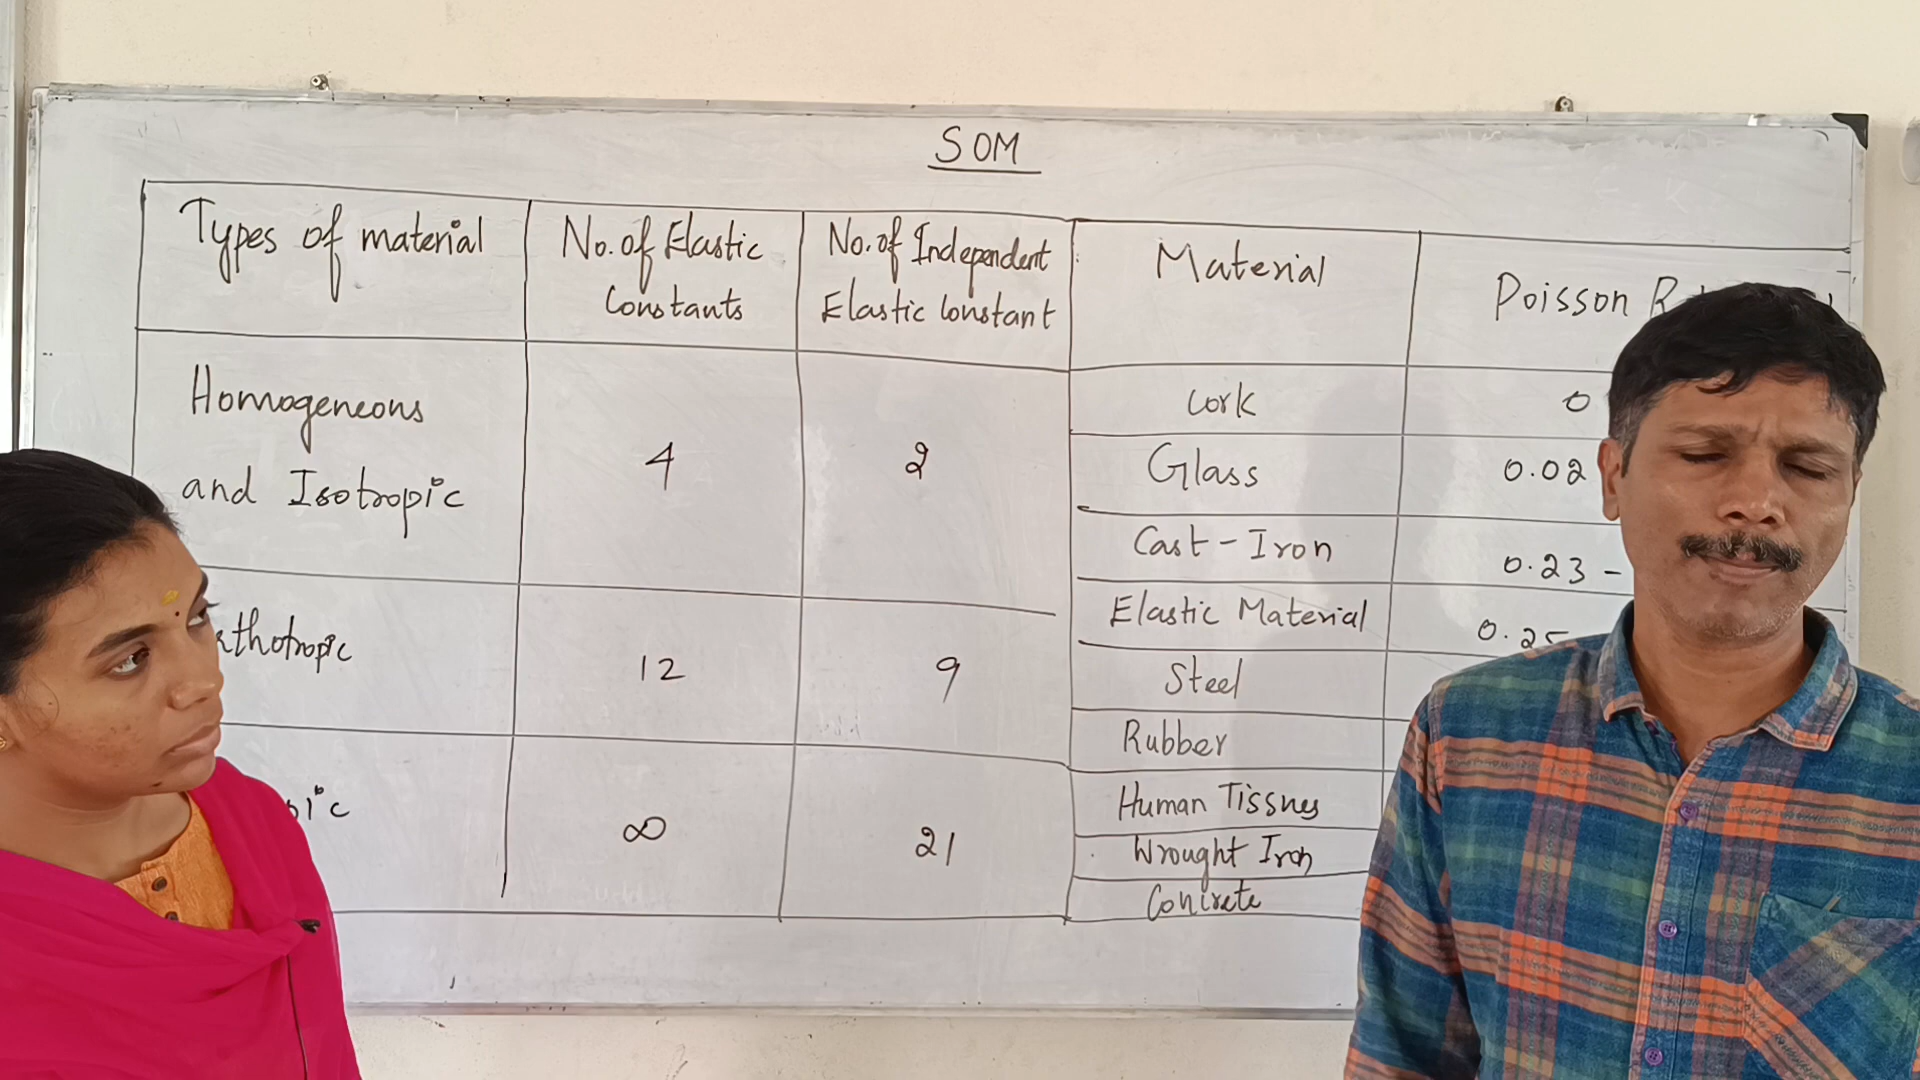 SOM
Types of material
No. of Elastic
Constants
No. of Independent
Elastic Constant
Material
Poisson
Homogeneous
and Isotropic
4
2
12
9
∞
21
Cork
0
Glass
0.02
Cast-Iron
0.23 -
Elastic Material
0.25
Steel
Rubber
Human Tissues
Wrought Iron
Concrete